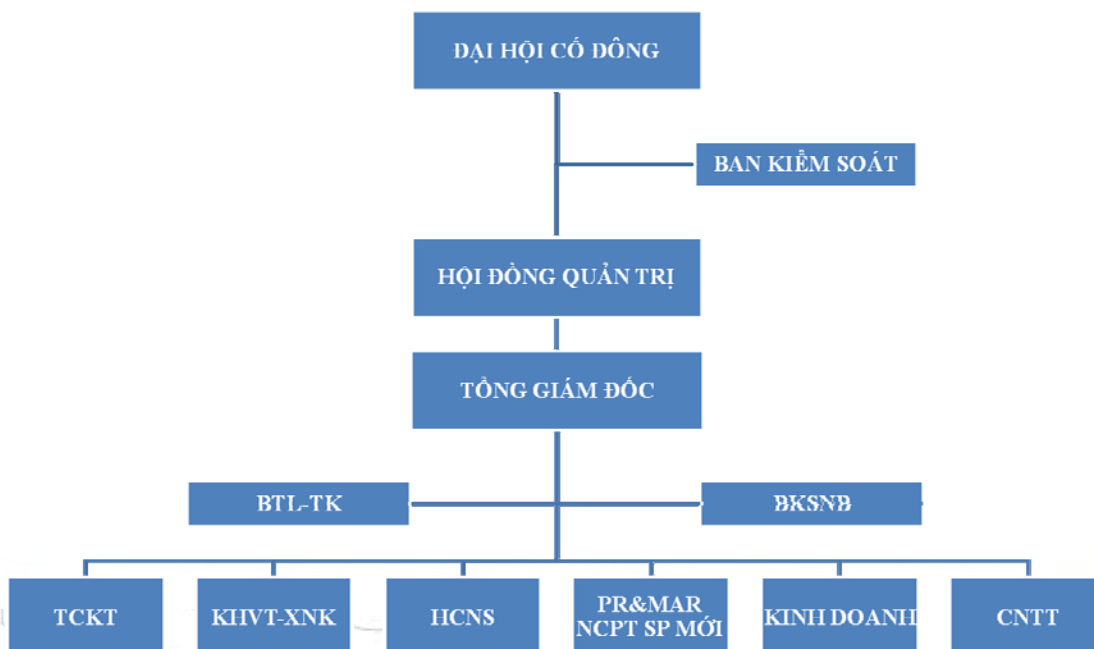 ĐẠI HỘI CỔ ĐÔNG
BAN KIỂM SOÁT
HỘI ĐỒNG QUẢN TRỊ
TỔNG GIÁM ĐỐC
BTL-TK
BKSNB
TCKT
KHVT-XNK
HCNS
PR&MAR
NCPT SP MỚI
KINH DOANH
CNTT